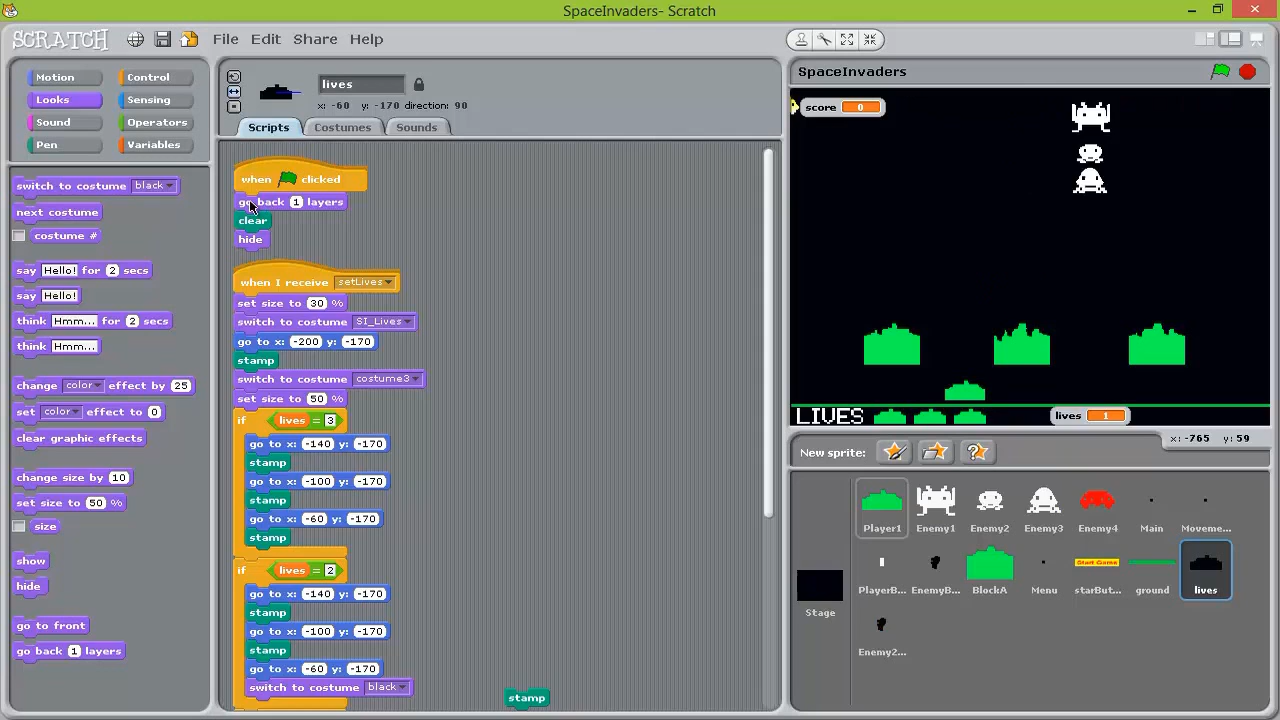 SpaceInvaders- Scratch
SCRATCH File Edit Share Help
Motion Control
Looks Sensing
Sound Operators
Pen Variables
switch to costume black
next costume
costume #
say Hello! for 2 secs
say Hello!
think Hmm... for 2 secs
think Hmm...
change color effect by 25
set color effect to 0
clear graphic effects
change size by 10
set size to 50 %
size
show
hide
go to front
go back 1 layers
lives
x: -60 y: -170 direction: 90
Scripts Costumes Sounds
when clicked
go back 1 layers
clear
hide
when I receive setLives
set size to 30 %
switch to costume SI_Lives
go to x: -200 y: -170
stamp
switch to costume costume3
set size to 50 %
if lives = 3
go to x: -140 y: -170
stamp
go to x: -100 y: -170
stamp
go to x: -60 y: -170
stamp
if lives = 2
go to x: -140 y: -170
stamp
go to x: -100 y: -170
stamp
go to x: -60 y: -170
switch to costume black
stamp
SpaceInvaders
score 0
LIVES lives 1
x: -765 y: 59
New sprite:
Player1 Enemy1 Enemy2 Enemy3 Enemy4 Main Moveme...
PlayerB... EnemyB... BlockA Menu starBut... ground lives
Start Game
Stage
Enemy2...